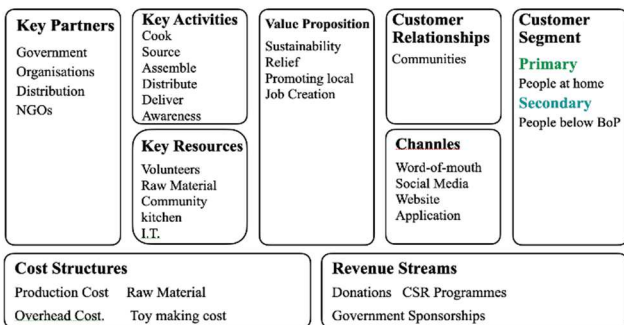 Key Partners
Government
Organisations
Distribution
NGOs
Key Activities
Cook
Source
Assemble
Distribute
Deliver
Awareness
Key Resources
Volunteers
Raw Material
Community
kitchen
I.T.
Value Proposition
Sustainability
Relief
Promoting local
Job Creation
Customer
Relationships
Communities
Channles
Word-of-mouth
Social Media
Website
Application
Customer
Segment
Primary
People at home
Secondary
People below BoP
Cost Structures
Production Cost Raw Material
Overhead Cost. Toy making cost
Revenue Streams
Donations CSR Programmes
Government Sponsorships